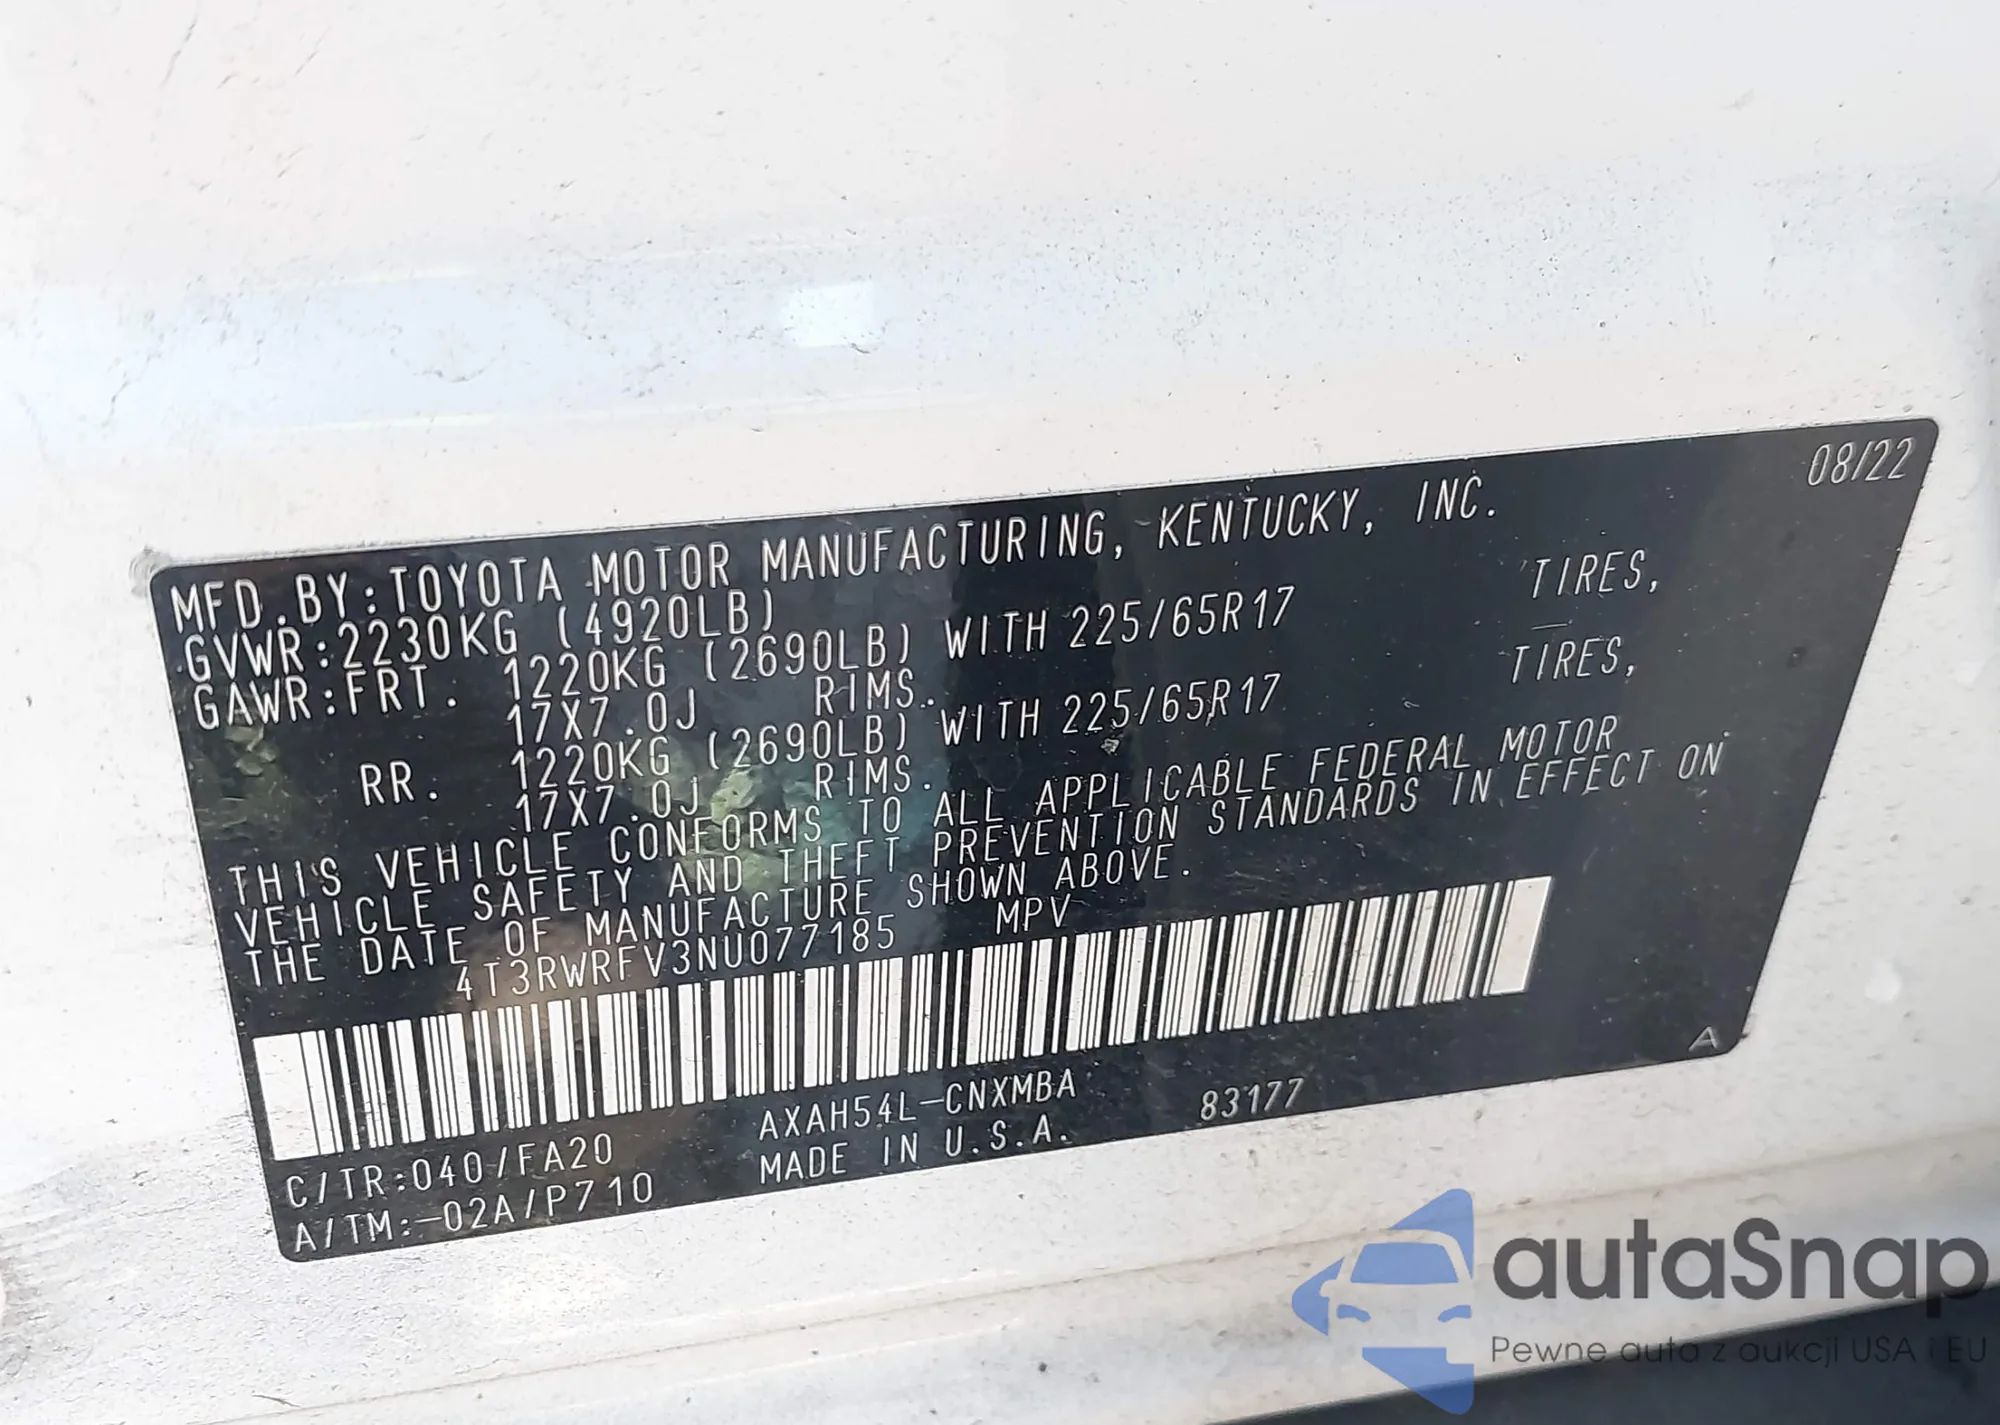 08/22
MFD.BY:TOYOTA MOTOR MANUFACTURING, KENTUCKY, INC.
GVWR:2230KG (4920LB)
GAWR:FRT. 1220KG (2690LB) WITH 225/65R17 TIRES,
17X7.0J RIMS.
RR. 1220KG (2690LB) WITH 225/65R17 TIRES,
17X7.0J RIMS.
THIS VEHICLE CONFORMS TO ALL APPLICABLE FEDERAL MOTOR
VEHICLE SAFETY AND THEFT PREVENTION STANDARDS IN EFFECT ON
THE DATE OF MANUFACTURE SHOWN ABOVE.
4T3RWRFV3NU077185 MPV
A
C/TR:040/FA20 AXAH54L-CNXMBA 83177
A/TM:-02A/P710 MADE IN U.S.A.
autaSnap
Pewne auta z aukcji USA i EU